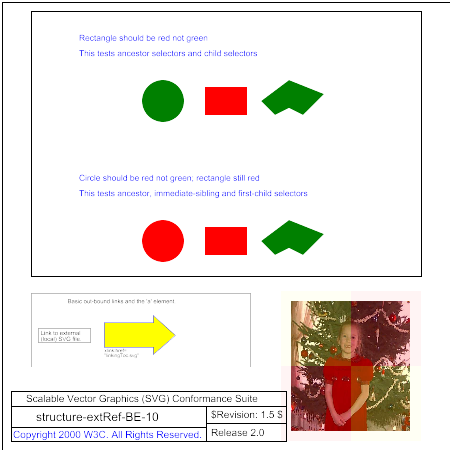 Rectangle should be red not green
This tests ancestor selectors and child selectors
Circle should be red not green; rectangle still red
This tests ancestor, immediate-sibling and first-child selectors.
Basic out-bound links and the 'a' element
Link to external
(local) SVG file.
"linkingToc.svg"
Scalable Vector Graphics (SVG) Conformance Suite
structure-extRef-BE-10
$Revision: 1.5 $
Copyright 2000 W3C. All Rights Reserved.
Release 2.0